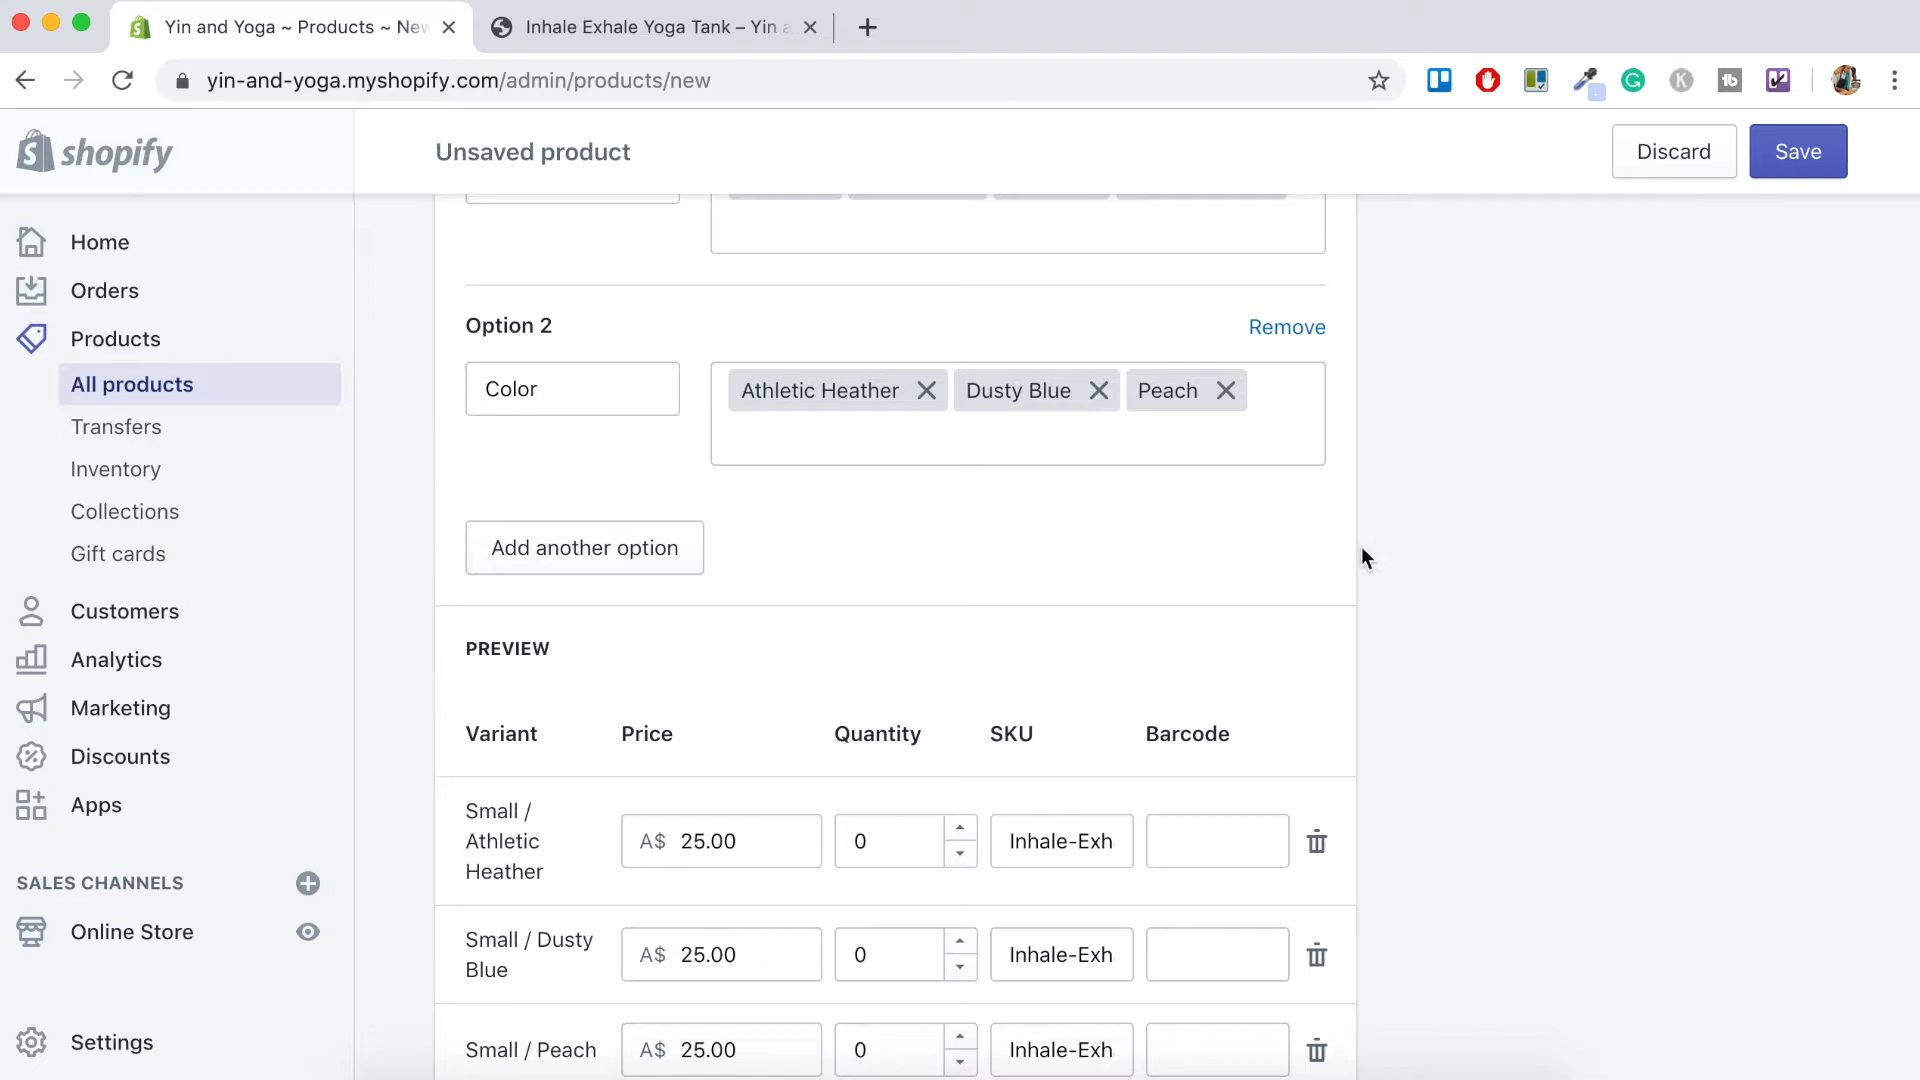 Yin and Yoga ~ Products ~ New
Inhale Exhale Yoga Tank – Yin a
yin-and-yoga.myshopify.com/admin/products/new
shopify
Unsaved product
Discard
Save
Home
Orders
Products
All products
Transfers
Inventory
Collections
Gift cards
Customers
Analytics
Marketing
Discounts
Apps
SALES CHANNELS
Online Store
Settings
Option 2
Remove
Color
Athletic Heather
Dusty Blue
Peach
Add another option
PREVIEW
Variant Price Quantity SKU Barcode
Small /
Athletic
Heather
A$ 25.00
0
Inhale-Exh
Small / Dusty
Blue
A$ 25.00
0
Inhale-Exh
Small / Peach
A$ 25.00
0
Inhale-Exh